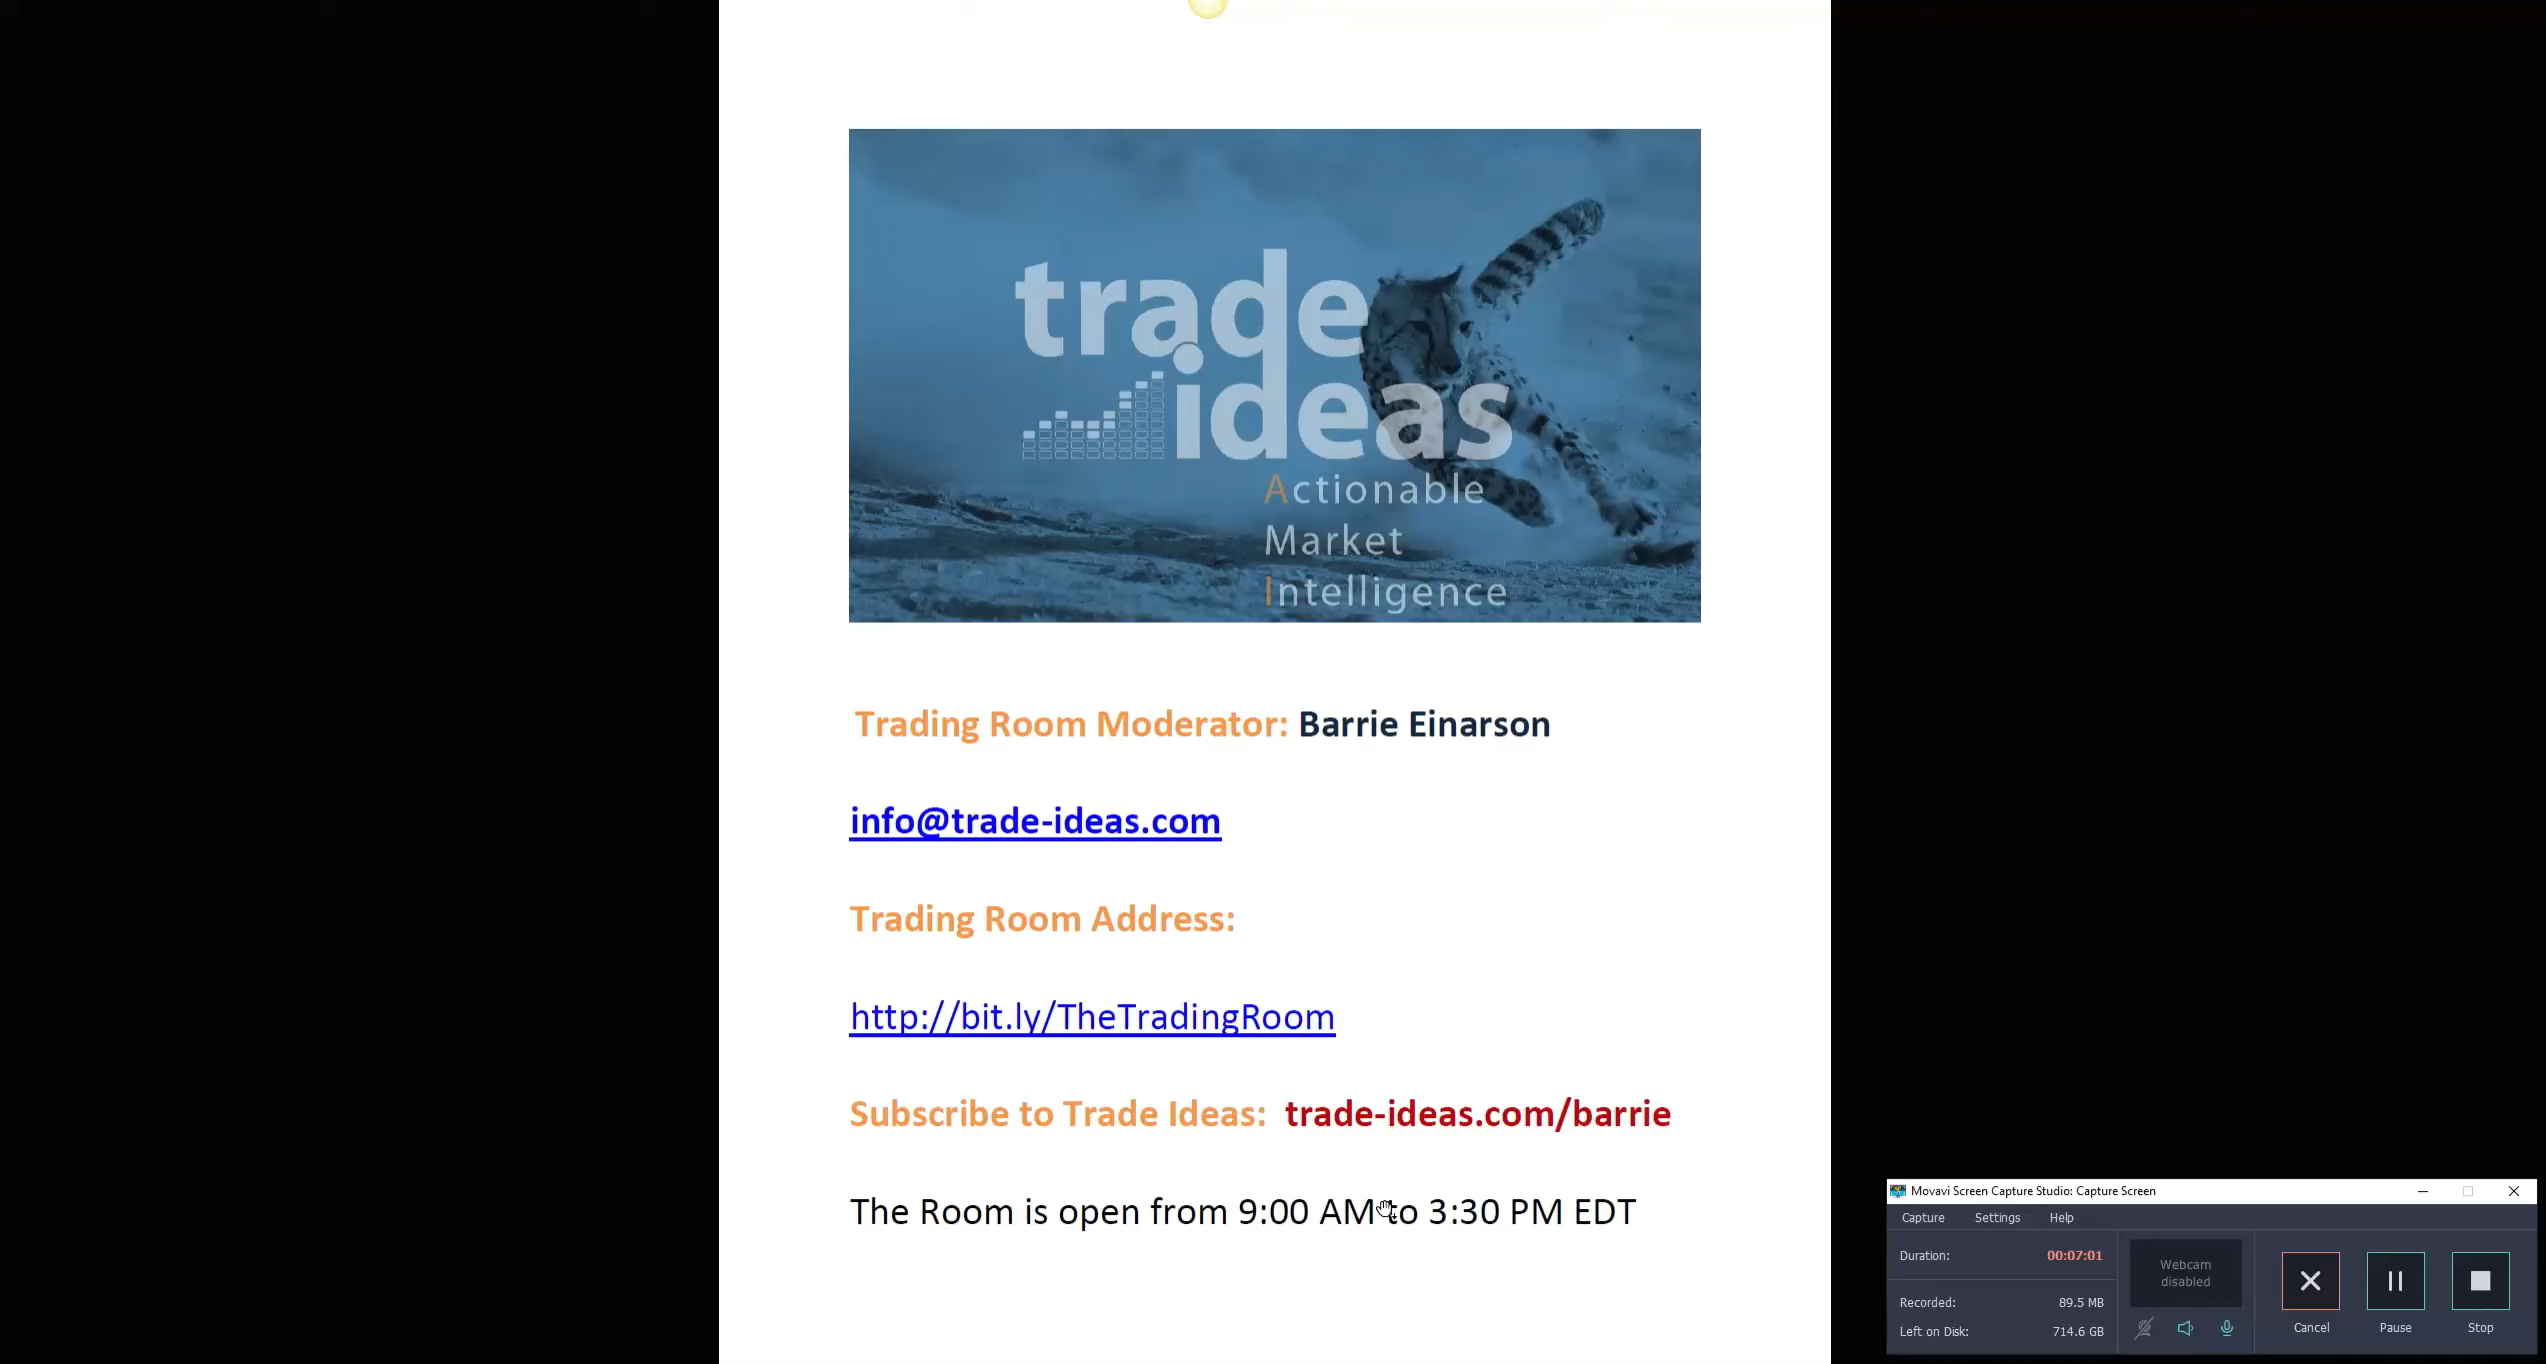 trade
ideas
Actionable
Market
Intelligence
Trading Room Moderator: Barrie Einarson
info@trade-ideas.com
Trading Room Address:
http://bit.ly/TheTradingRoom
Subscribe to Trade Ideas: trade-ideas.com/barrie
The Room is open from 9:00 AM to 3:30 PM EDT
Movavi Screen Capture Studio: Capture Screen
Capture Settings Help
Duration: 00:07:01
Webcam
disabled
Recorded: 89.5 MB
Left on Disk: 714.6 GB
Cancel Pause Stop